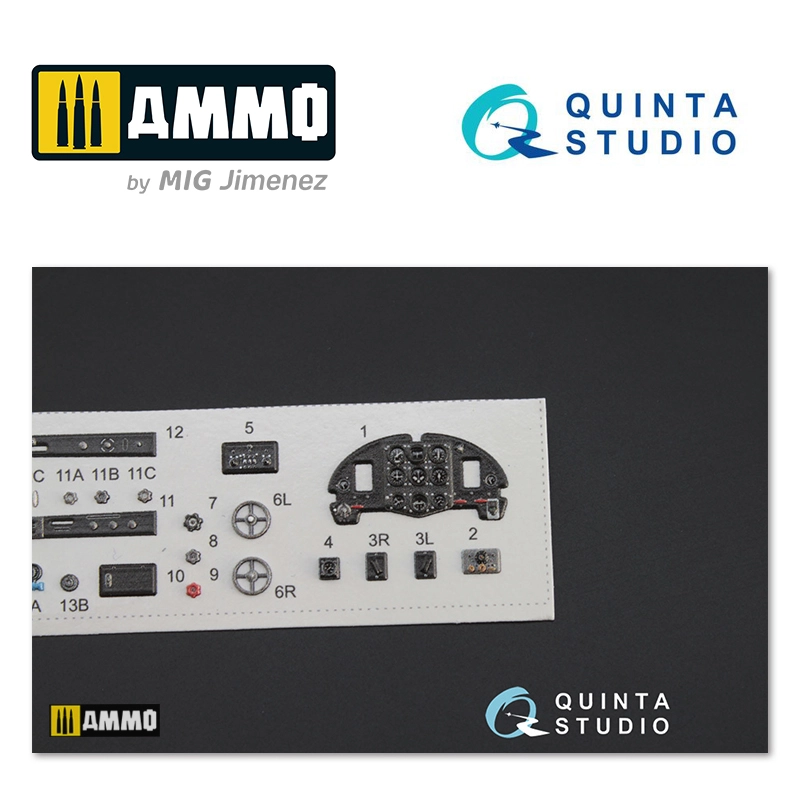 AMMO
by MIG Jimenez
QUINTA
STUDIO
12
5
1
C 11A 11B 11C
11
7
6L
8
4
3R
3L
2
10
9
6R
A 13B
AMMO
QUINTA
STUDIO